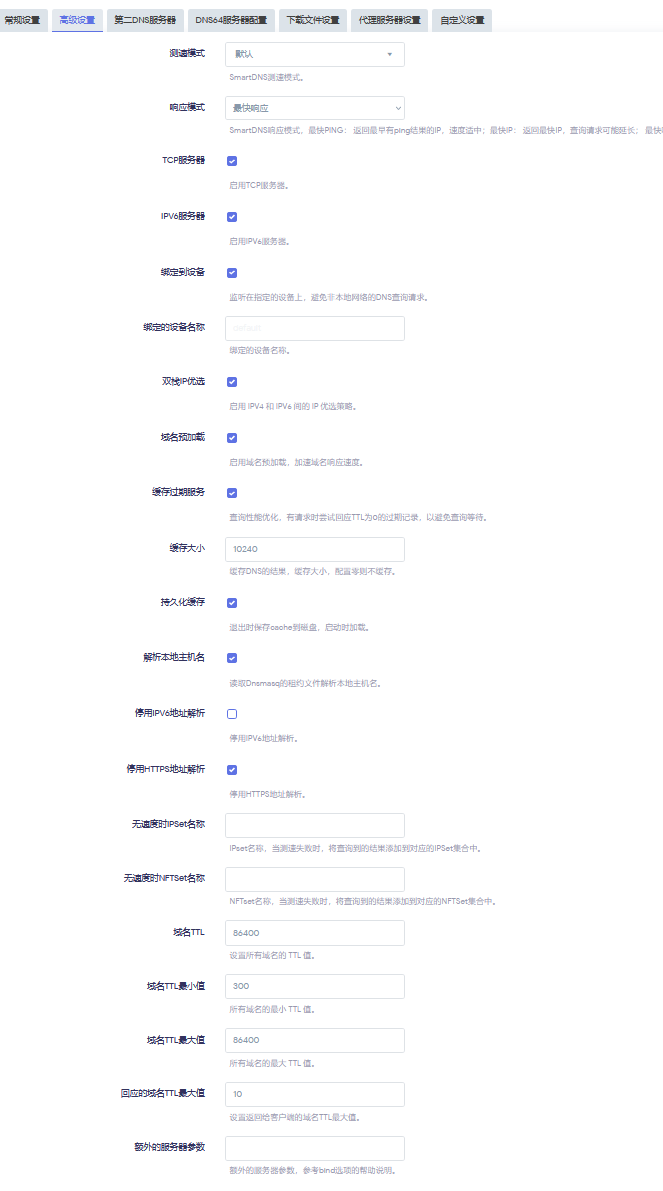 常规设置 高级设置 第二DNS服务器 DNS64服务器配置 下载文件设置 代理服务器设置 自定义设置
测速模式 默认
SmartDNS测速模式。
响应模式 最快响应
SmartDNS响应模式，最快PING： 返回最早有ping结果的IP，速度适中；最快IP： 返回最快IP，查询请求可能延长； 最快
TCP服务器
启用TCP服务器。
IPV6服务器
启用IPV6服务器。
绑定到设备
监听在指定的设备上，避免非本地网络的DNS查询请求。
绑定的设备名称 default
绑定的设备名称。
双栈IP优选
启用 IPV4 和 IPV6 间的 IP 优选策略。
域名预加载
启用域名预加载，加速域名响应速度。
缓存过期服务
查询性能优化，有请求时尝试回应TTL为0的过期记录，以避免查询等待。
缓存大小 10240
缓存DNS的结果，缓存大小，配置零则不缓存。
持久化缓存
退出时保存cache到磁盘，启动时加载。
解析本地主机名
读取Dnsmasq的租约文件解析本地主机名。
停用IPV6地址解析
停用IPV6地址解析。
停用HTTPS地址解析
停用HTTPS地址解析。
无速度时IPSet名称
IPset名称，当测速失败时，将查询到的结果添加到对应的IPSet集合中。
无速度时NFTSet名称
NFTset名称，当测速失败时，将查询到的结果添加到对应的NFTSet集合中。
域名TTL 86400
设置所有域名的 TTL 值。
域名TTL最小值 300
所有域名的最小 TTL 值。
域名TTL最大值 86400
所有域名的最大 TTL 值。
回应的域名TTL最大值 10
设置返回给客户端的域名TTL最大值。
额外的服务器参数
额外的服务器参数，参考bind选项的帮助说明。